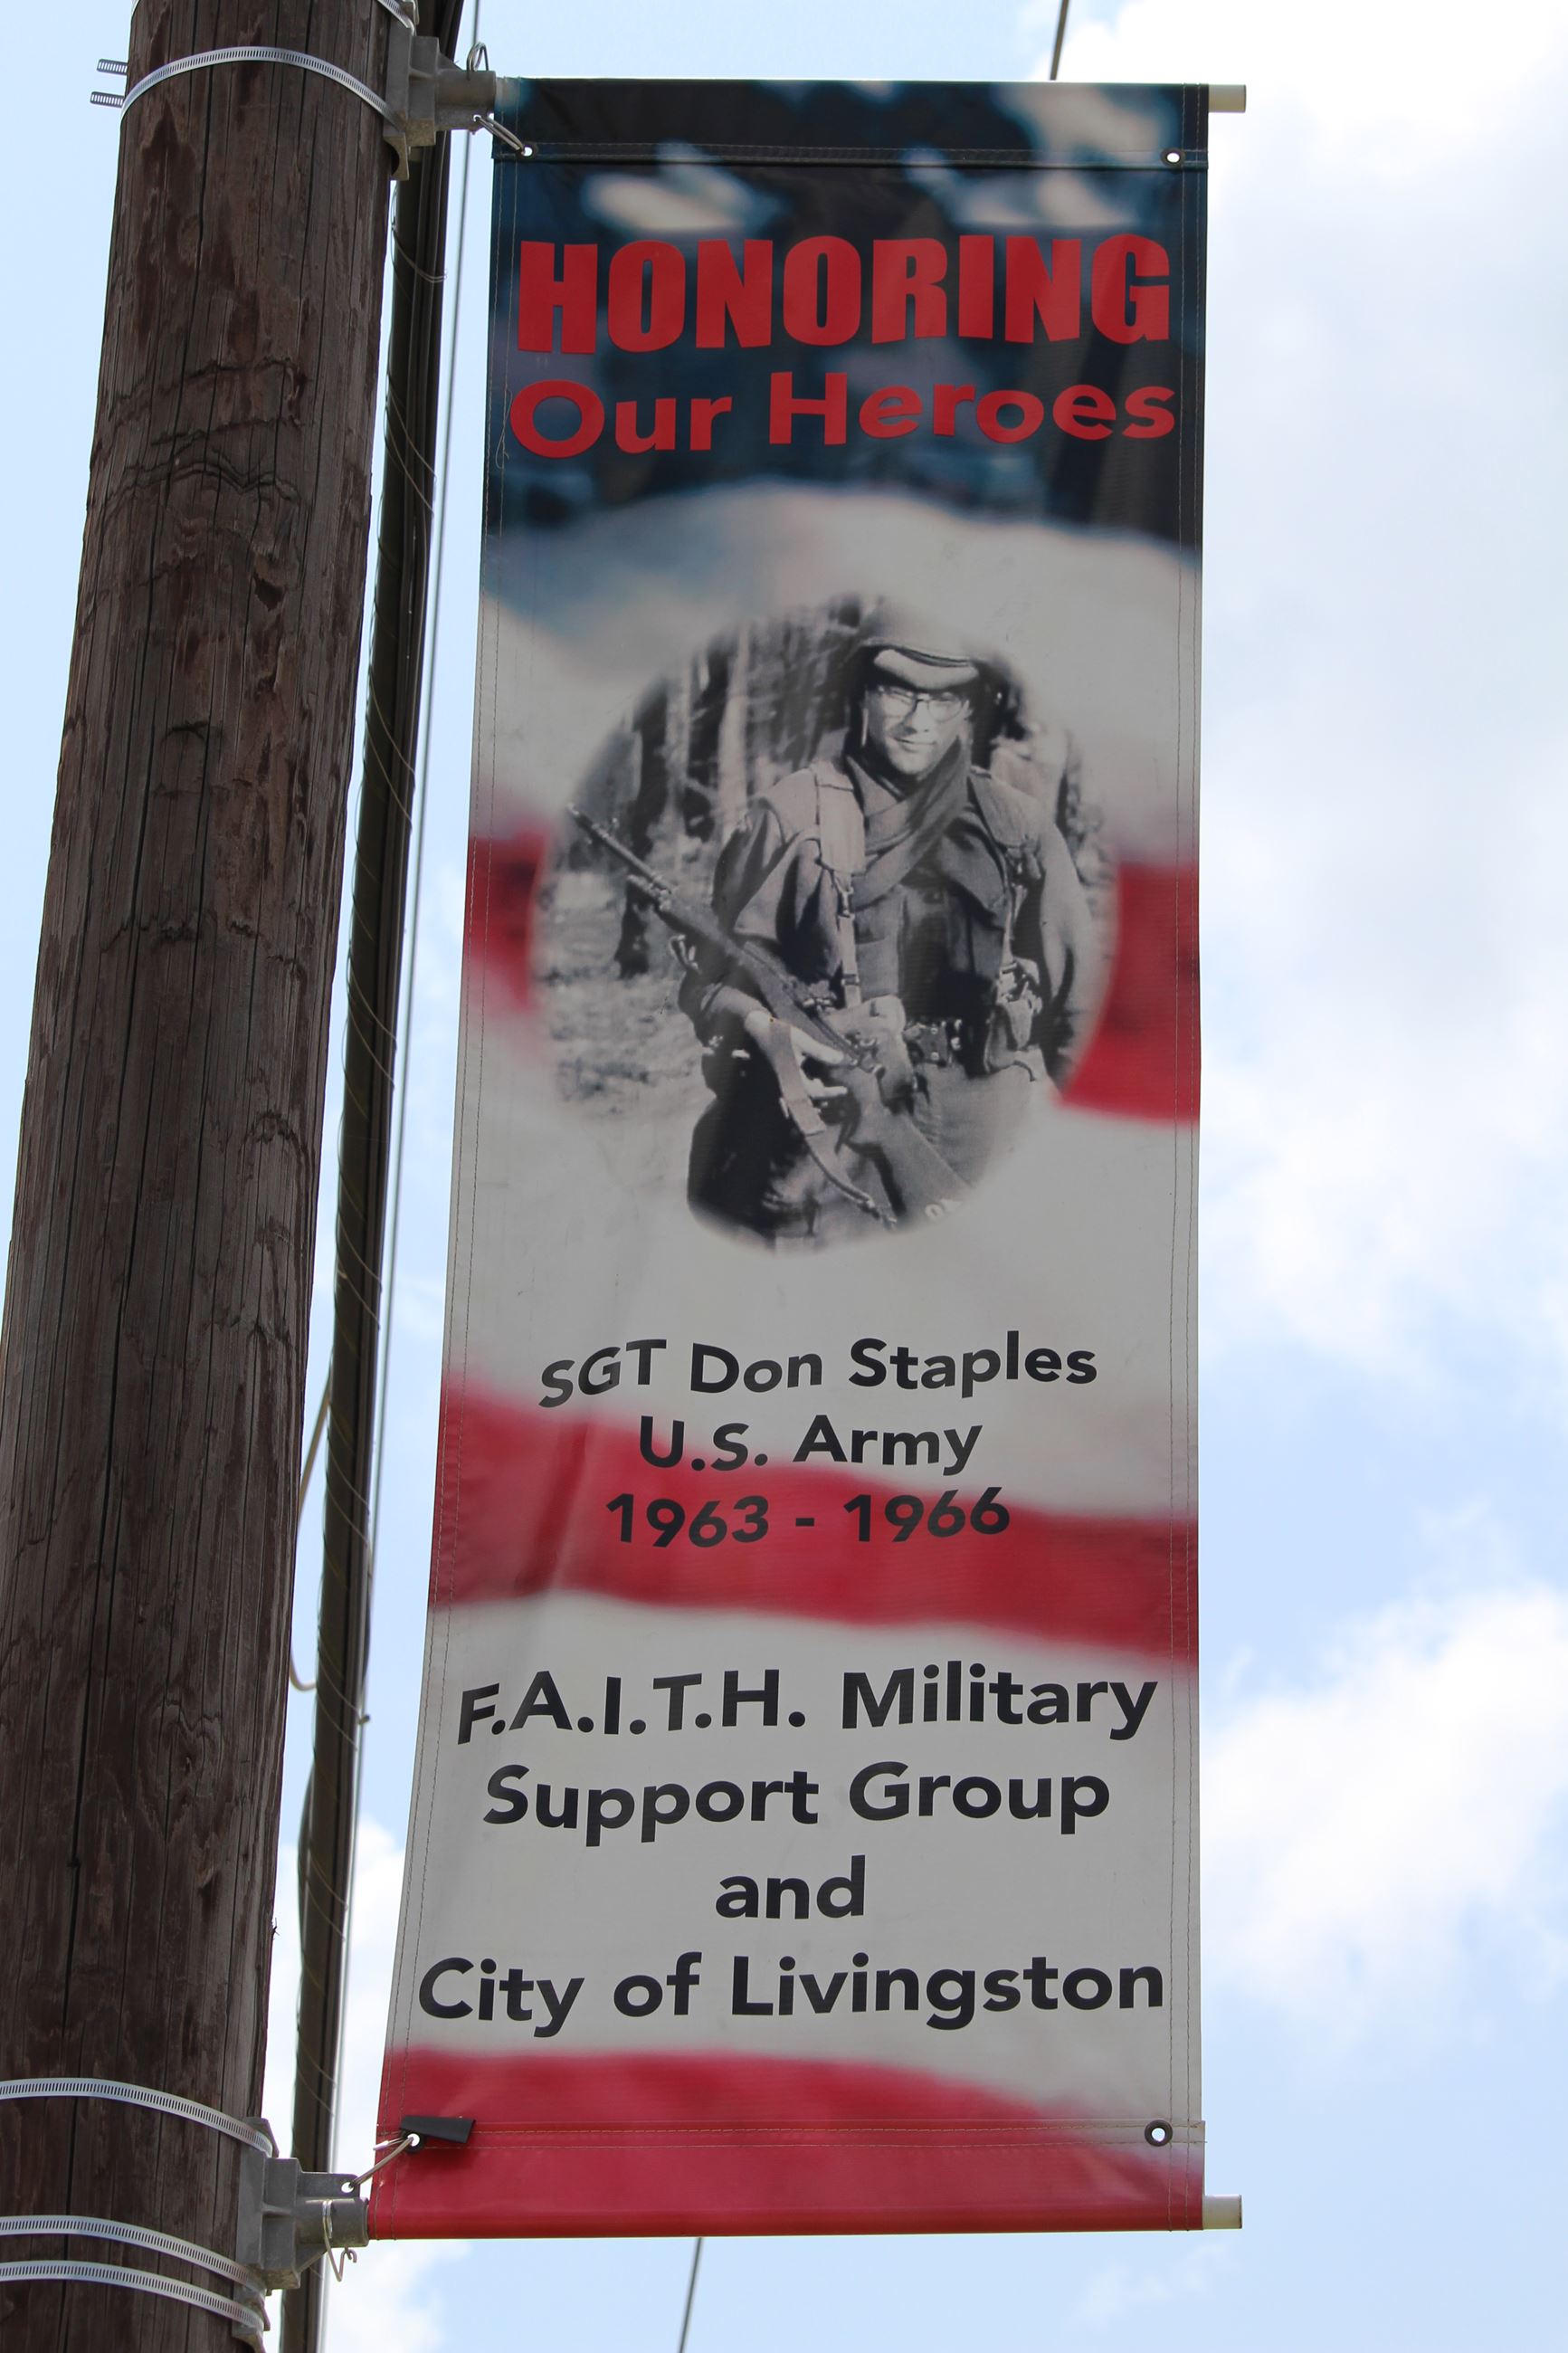 HONORING
Our Heroes
SGT Don Staples
U.S. Army
1963 - 1966
F.A.I.T.H. Military
Support Group
and
City of Livingston